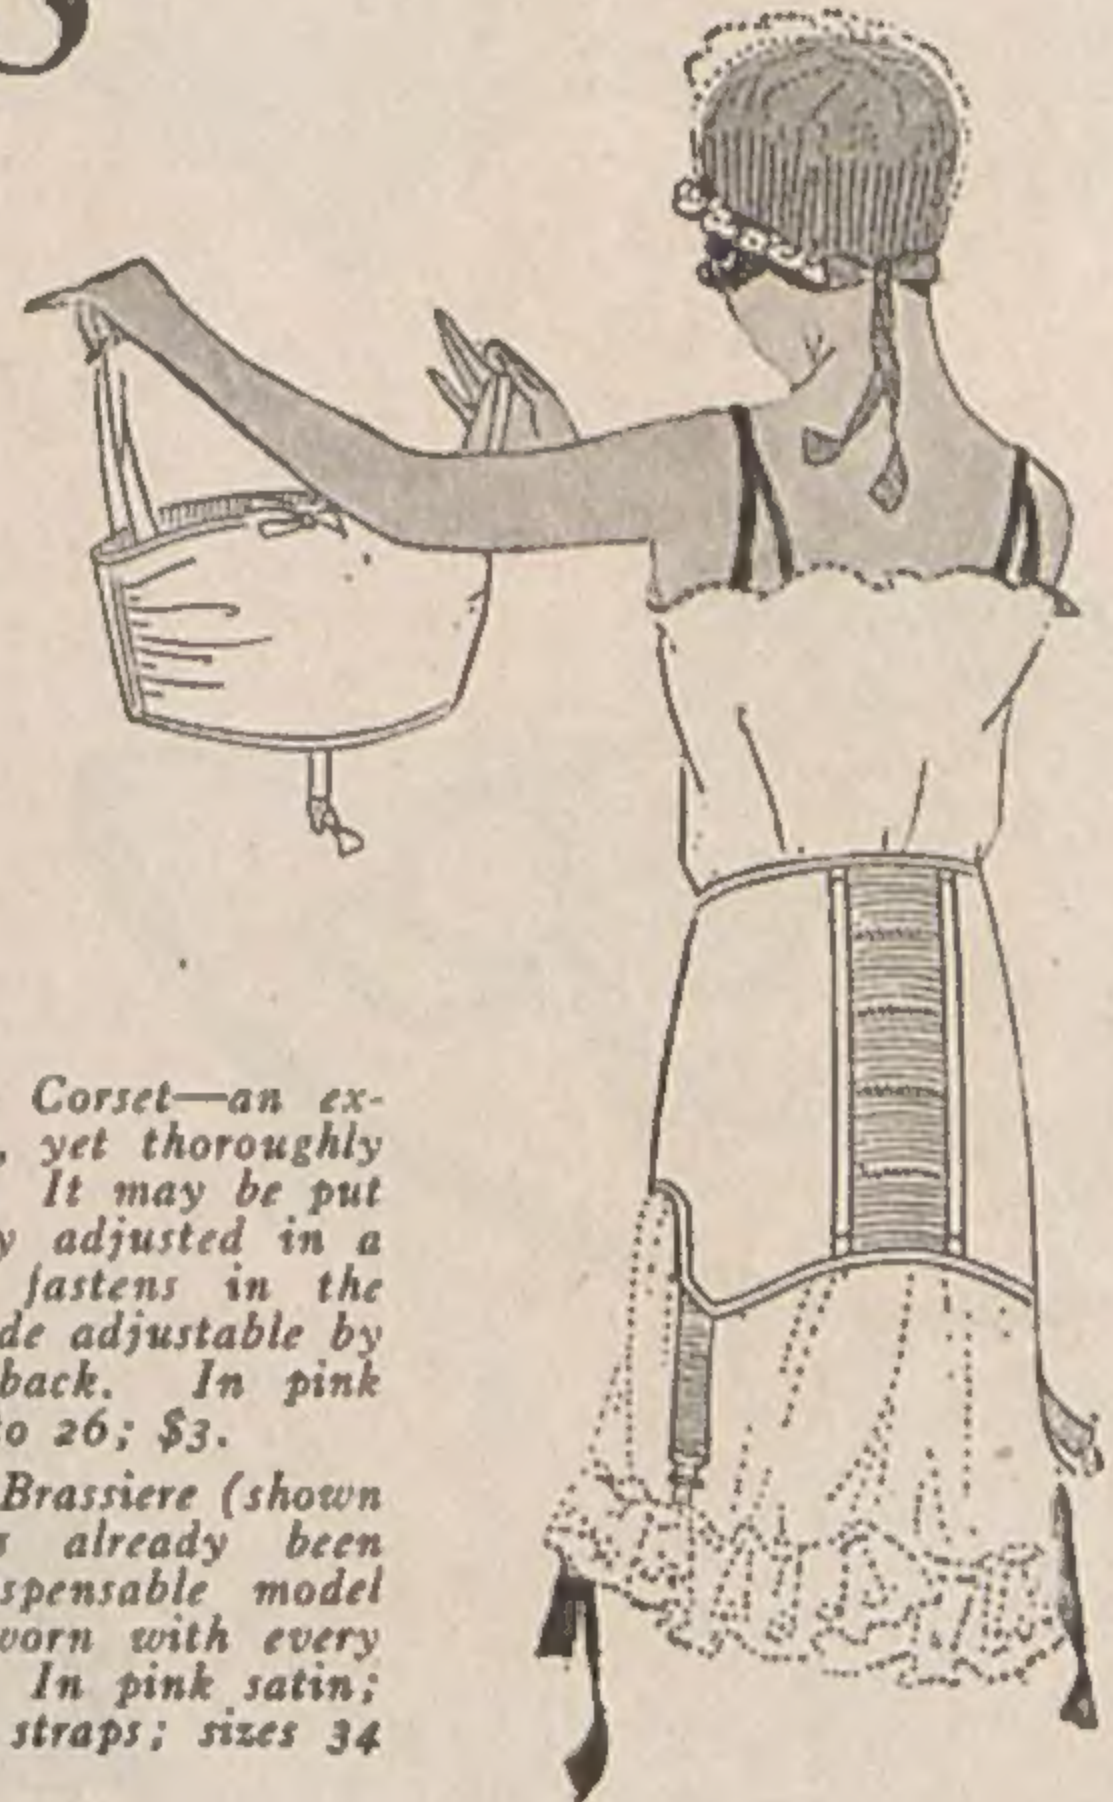 S
Corset—an ex-
, yet thoroughly
It may be put
y adjusted in a
fastens in the
de adjustable by
back. In pink
to 26; $3.
Brassiere (shown
s already been
spensable model
worn with every
In pink satin;
straps; sizes 34